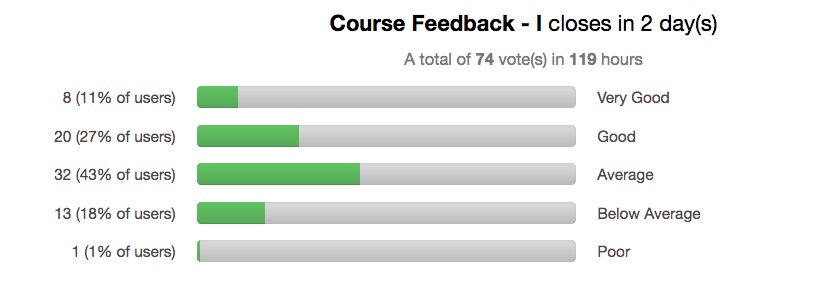 Course Feedback - I closes in 2 day(s)
A total of 74 vote(s) in 119 hours
8 (11% of users) Very Good
20 (27% of users) Good
32 (43% of users) Average
13 (18% of users) Below Average
1 (1% of users) Poor